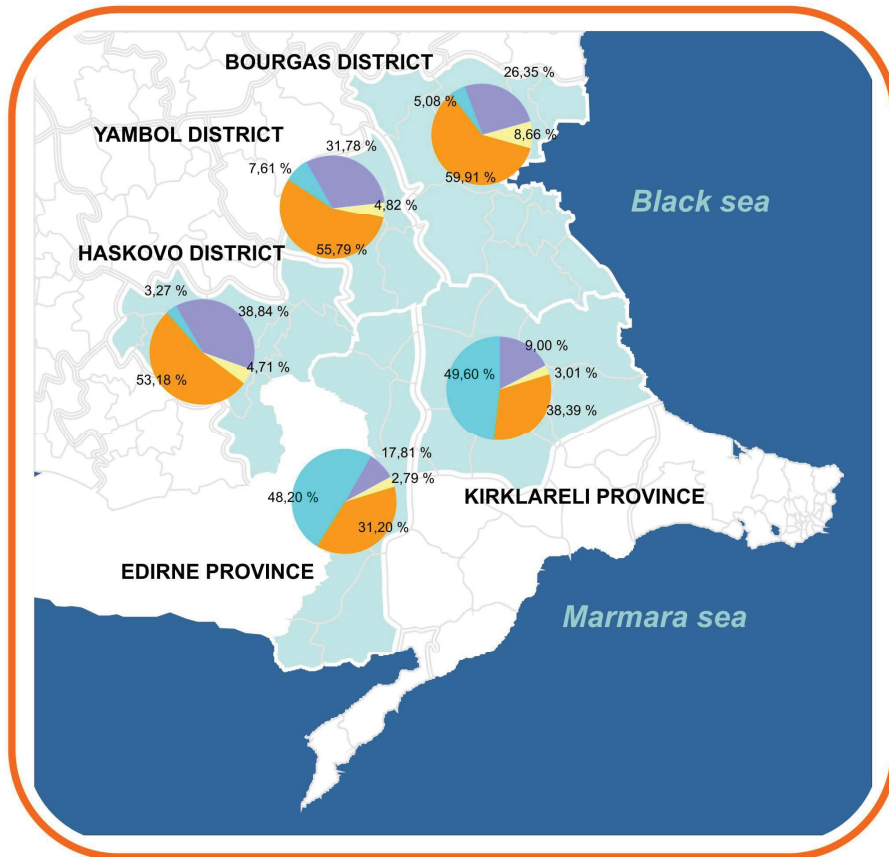 BOURGAS DISTRICT
26,35 %
5,08 %
8,66 %
59,91 %
YAMBOL DISTRICT
31,78 %
7,61 %
4,82 %
55,79 %
Black sea
HASKOVO DISTRICT
3,27 %
38,84 %
4,71 %
53,18 %
9,00 %
49,60 %
3,01 %
38,39 %
KIRKLARELI PROVINCE
17,81 %
2,79 %
48,20 %
31,20 %
EDIRNE PROVINCE
Marmara sea